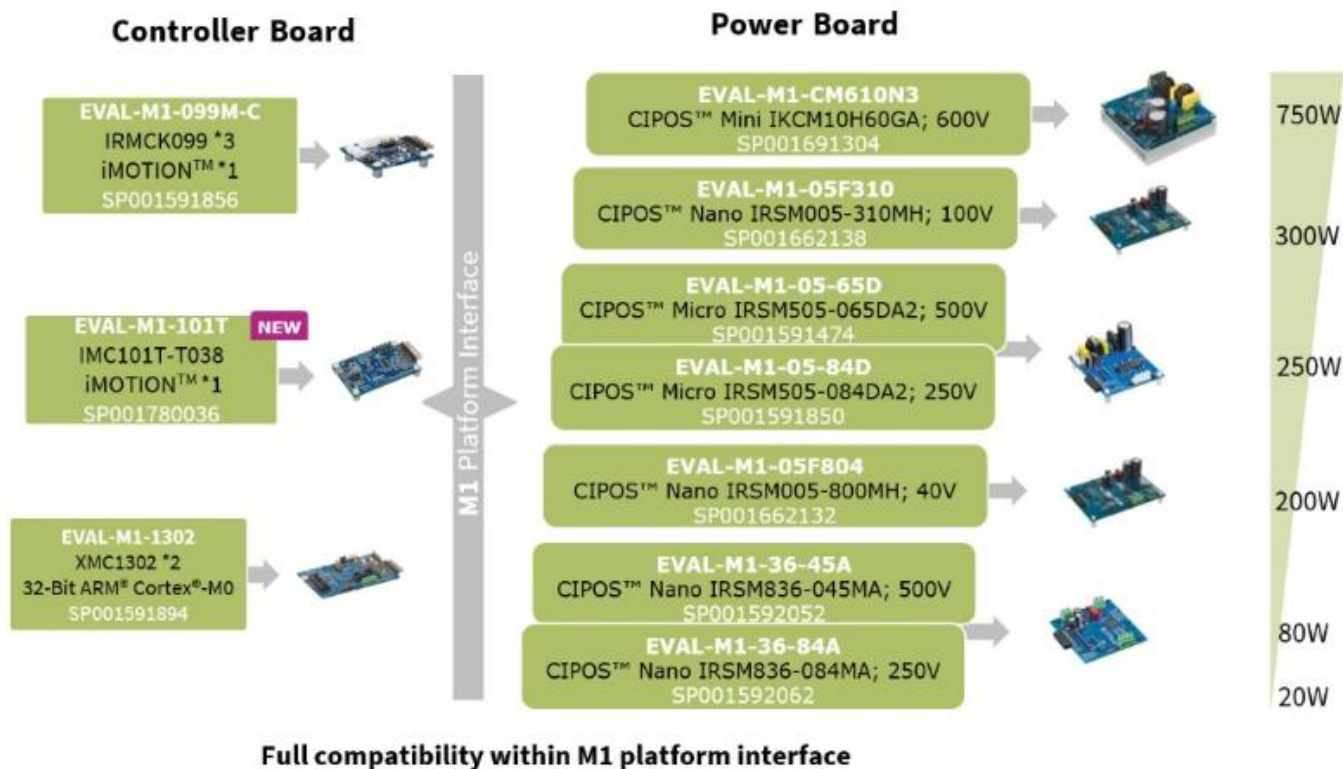 Controller Board
EVAL-M1-099M-C
IRMCK099 *3
iMOTION™ *1
SP001591856
EVAL-M1-101T
NEW
IMC101T-T038
iMOTION™ *1
SP001780036
EVAL-M1-1302
XMC1302 *2
32-Bit ARM® Cortex®-M0
SP001591894
M1 Platform Interface
Power Board
EVAL-M1-CM610N3
CIPOS™ Mini IKCM10H60GA; 600V
SP001691304
EVAL-M1-05F310
CIPOS™ Nano IRSM005-310MH; 100V
SP001662138
EVAL-M1-05-65D
CIPOS™ Micro IRSM505-065DA2; 500V
SP001591474
EVAL-M1-05-84D
CIPOS™ Micro IRSM505-084DA2; 250V
SP001591850
EVAL-M1-05F804
CIPOS™ Nano IRSM005-800MH; 40V
SP001662132
EVAL-M1-36-45A
CIPOS™ Nano IRSM836-045MA; 500V
SP001592052
EVAL-M1-36-84A
CIPOS™ Nano IRSM836-084MA; 250V
SP001592062
750W
300W
250W
200W
80W
20W
Full compatibility within M1 platform interface